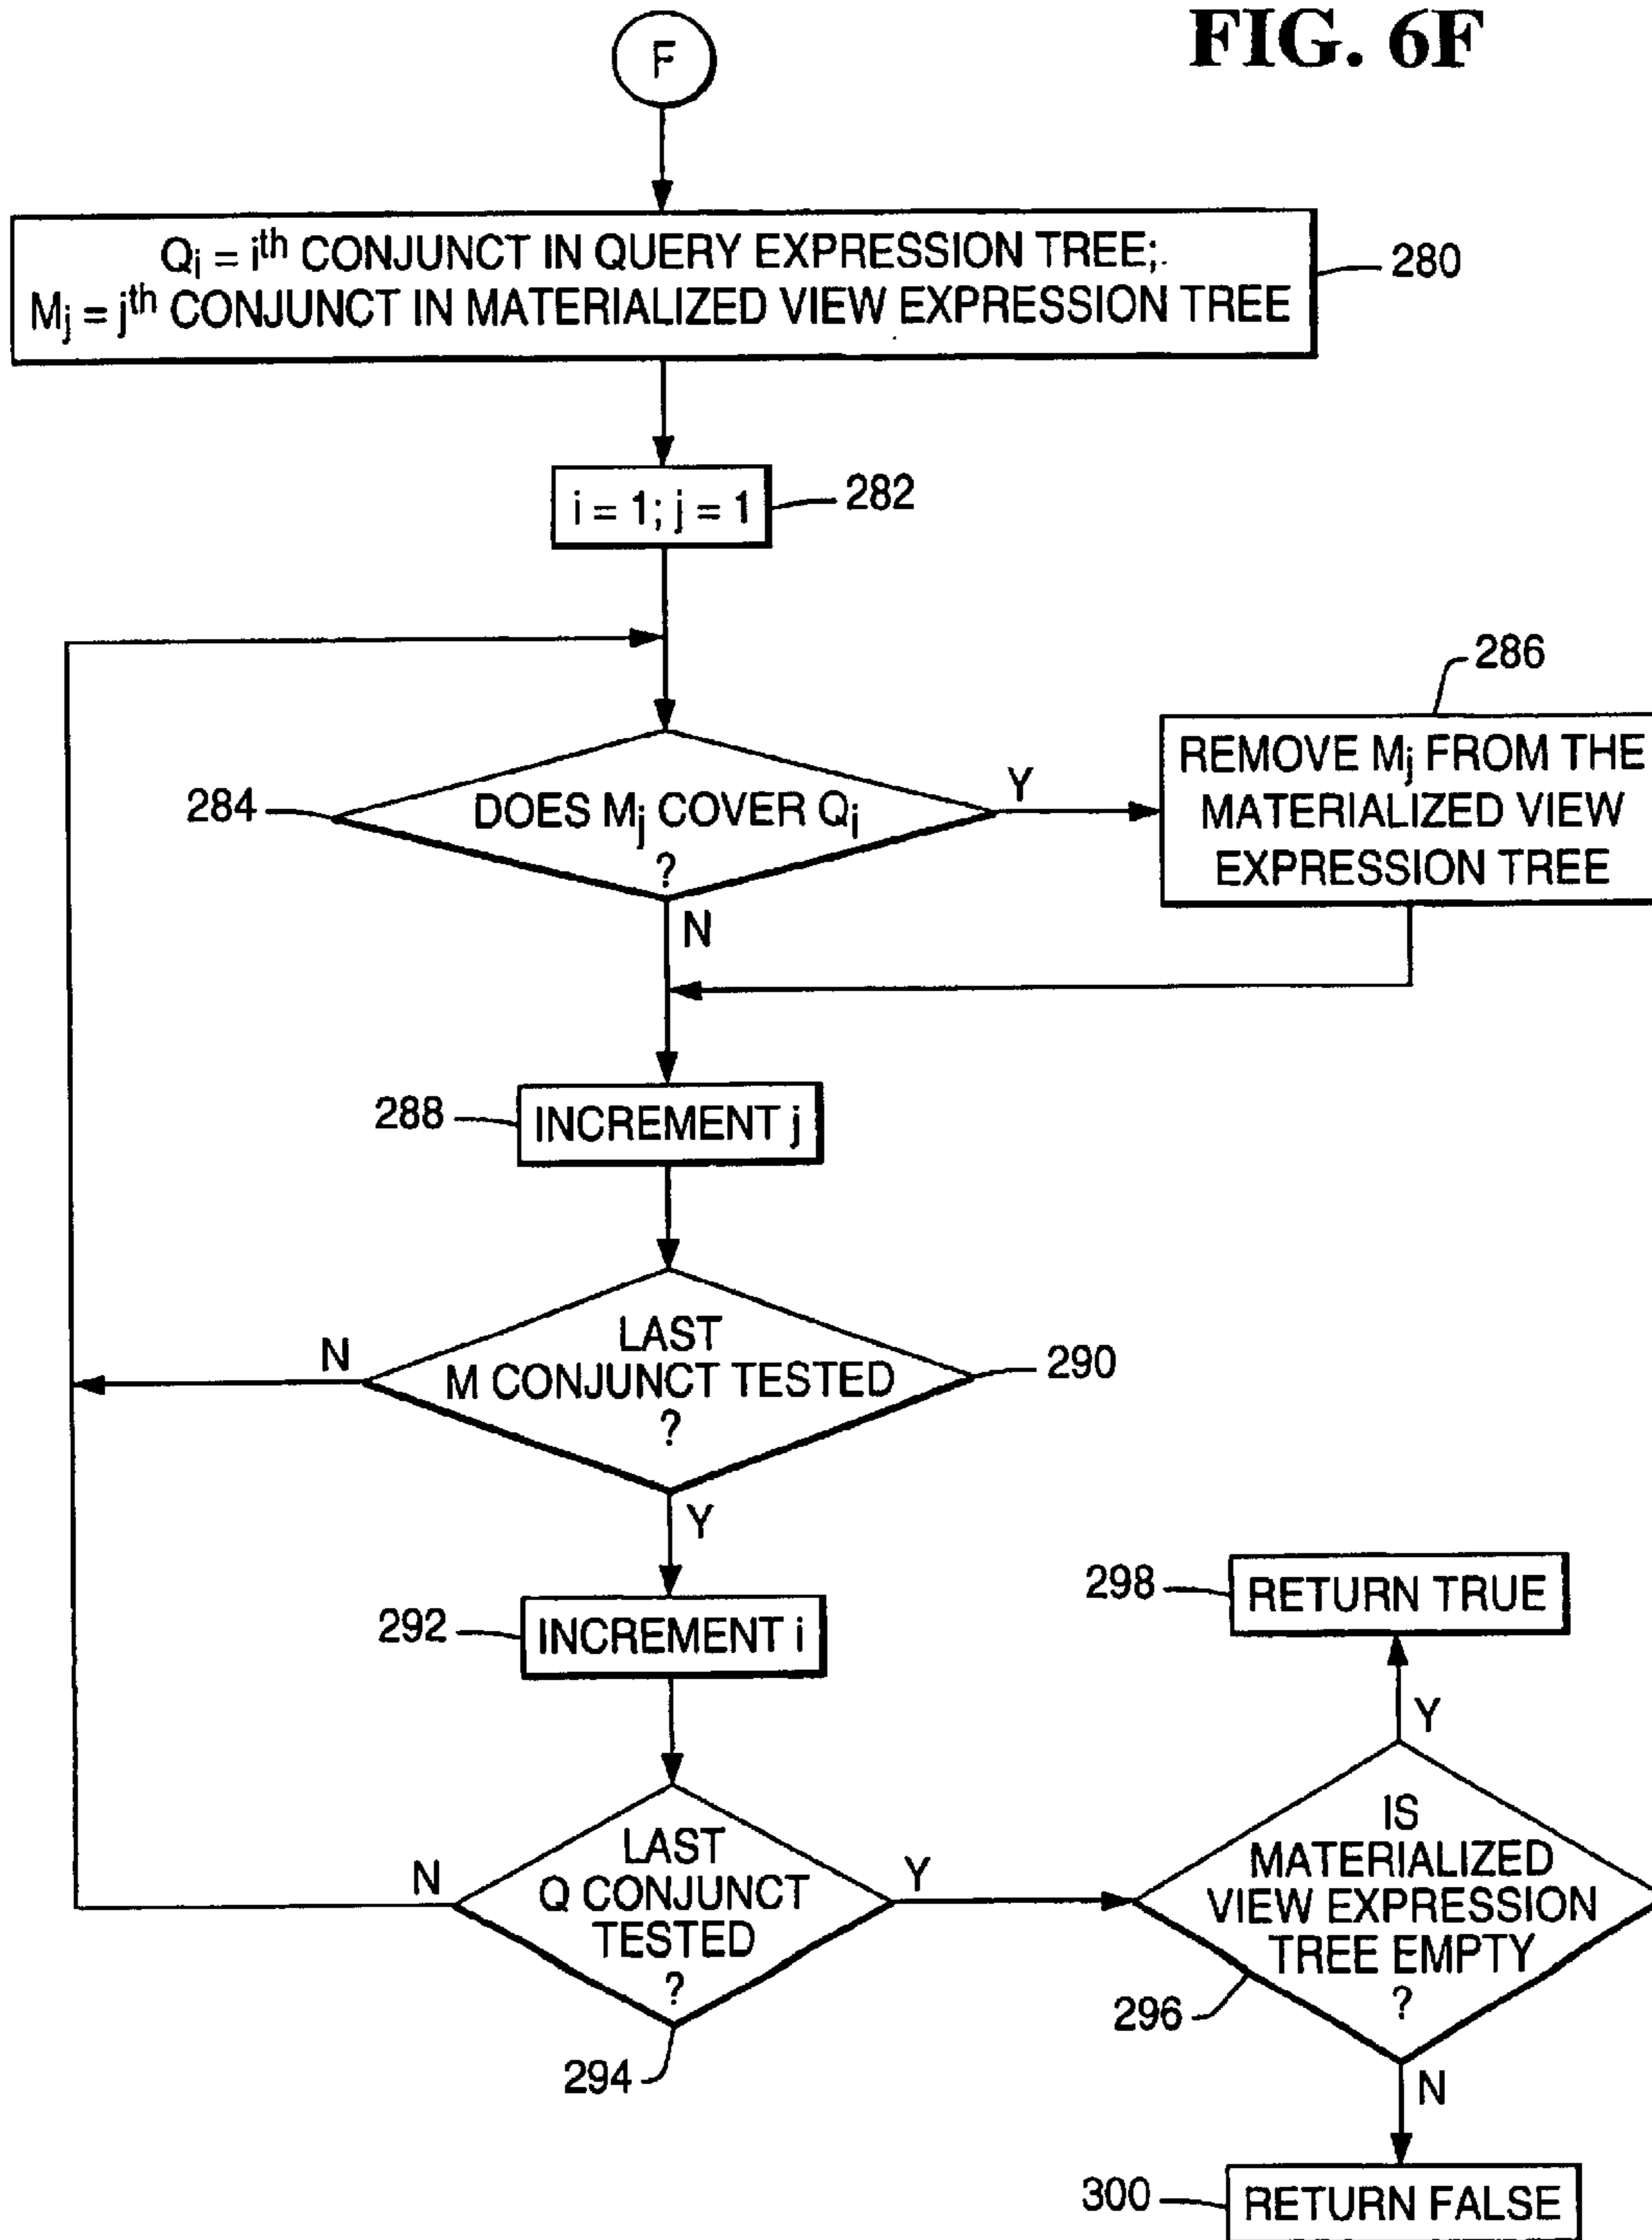 FIG. 6F
F
Qi = ith CONJUNCT IN QUERY EXPRESSION TREE;
Mj = jth CONJUNCT IN MATERIALIZED VIEW EXPRESSION TREE
280
i = 1; j = 1
282
284
DOES Mj COVER Qi
?
Y
N
286
REMOVE Mj FROM THE
MATERIALIZED VIEW
EXPRESSION TREE
288
INCREMENT j
LAST
M CONJUNCT TESTED
?
N
290
Y
292
INCREMENT i
LAST
Q CONJUNCT
TESTED
?
N
Y
294
298
RETURN TRUE
Y
IS
MATERIALIZED
VIEW EXPRESSION
TREE EMPTY
?
296
N
300
RETURN FALSE